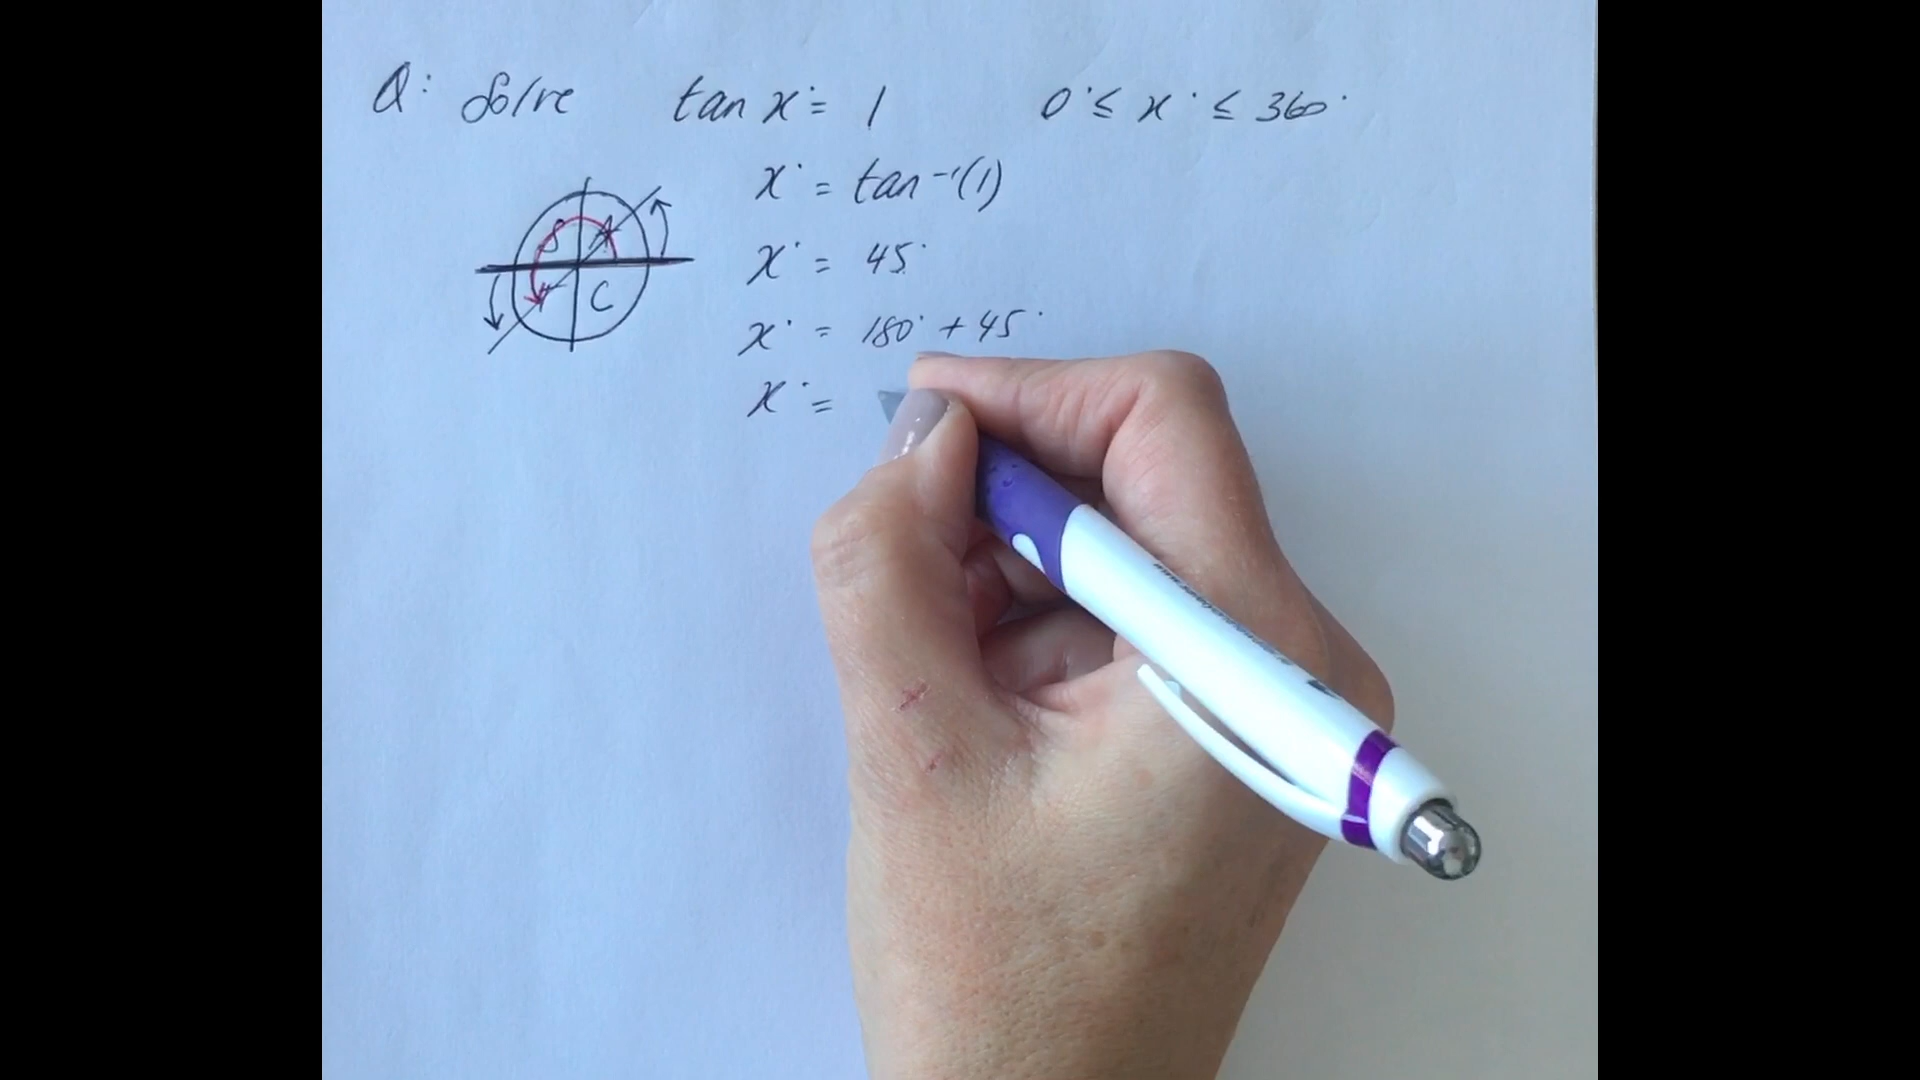 Q: Solve tan x° = 1 0° ≤ x° ≤ 360°
x° = tan⁻¹(1)
S A
x° = 45°
T C
x° = 180° + 45°
x° =